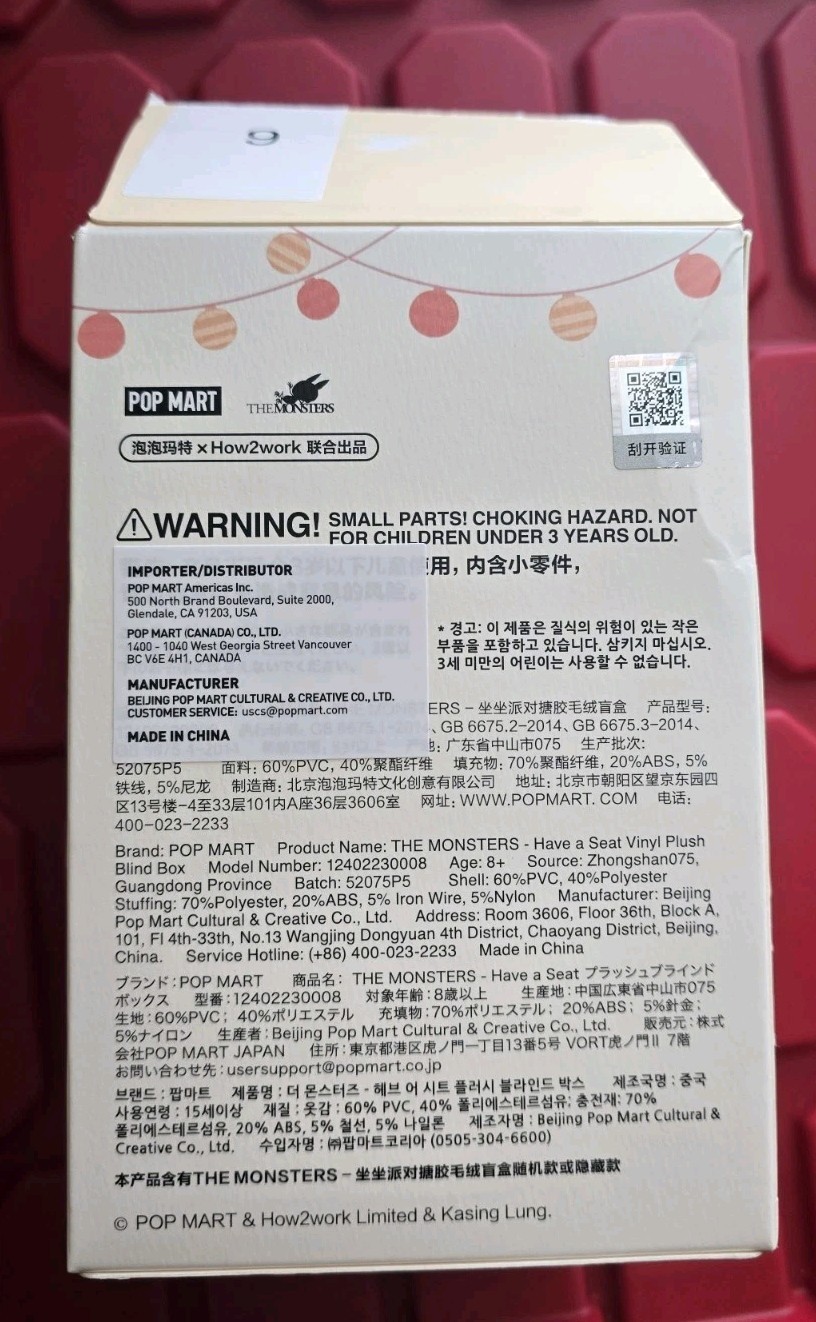 9
POP MART
THE MONSTERS
泡泡玛特 × How2work 联合出品
刮开验证
WARNING! SMALL PARTS! CHOKING HAZARD. NOT
FOR CHILDREN UNDER 3 YEARS OLD.
用，内含小零件，
IMPORTER/DISTRIBUTOR
POP MART Americas Inc.
500 North Brand Boulevard, Suite 2000,
Glendale, CA 91203, USA
POP MART (CANADA) CO., LTD.
1400 - 1040 West Georgia Street Vancouver
BC V6E 4H1, CANADA
MANUFACTURER
BEIJING POP MART CULTURAL & CREATIVE CO., LTD.
CUSTOMER SERVICE: uscs@popmart.com
MADE IN CHINA
* 경고: 이 제품은 질식의 위험이 있는 작은
부품을 포함하고 있습니다. 삼키지 마십시오.
3세 미만의 어린이는 사용할 수 없습니다.
ERS – 坐坐派对搪胶毛绒盲盒 产品型号:
、GB 6675.2–2014、GB 6675.3–2014、
地: 广东省中山市075 生产批次:
52075P5 面料: 60%PVC, 40%聚酯纤维 填充物: 70%聚酯纤维, 20%ABS, 5%
铁线, 5%尼龙 制造商: 北京泡泡玛特文化创意有限公司 地址: 北京市朝阳区望京东园四
区13号楼–4至33层101内A座36层3606室 网址: WWW.POPMART. COM 电话:
400–023–2233
Brand: POP MART Product Name: THE MONSTERS - Have a Seat Vinyl Plush
Blind Box Model Number: 12402230008 Age: 8+ Source: Zhongshan075,
Guangdong Province Batch: 52075P5 Shell: 60%PVC, 40%Polyester
Stuffing: 70%Polyester, 20%ABS, 5% Iron Wire, 5%Nylon Manufacturer: Beijing
Pop Mart Cultural & Creative Co., Ltd. Address: Room 3606, Floor 36th, Block A,
101, Fl 4th-33th, No.13 Wangjing Dongyuan 4th District, Chaoyang District, Beijing,
China. Service Hotline: (+86) 400-023-2233 Made in China
ブランド：POP MART 商品名： THE MONSTERS - Have a Seat プラッシュブラインド
ボックス 型番：12402230008 対象年齢：8歳以上 生産地：中国広東省中山市075
生地：60%PVC； 40%ポリエステル 充填物：70%ポリエステル； 20%ABS； 5%針金；
5%ナイロン 生産者：Beijing Pop Mart Cultural & Creative Co., Ltd. 販売元：株式
会社POP MART JAPAN 住所：東京都港区虎ノ門一丁目13番5号 VORT虎ノ門II 7階
お問い合わせ先：usersupport@popmart.co.jp
브랜드 : 팝마트 제품명 : 더 몬스터즈 - 해브 어 시트 플러시 블라인드 박스 제조국명 : 중국
사용연령 : 15세이상 재질 : 옷감 : 60% PVC, 40% 폴리에스테르섬유; 충전재: 70%
폴리에스테르섬유, 20% ABS, 5% 철선, 5% 나일론 제조자명 : Beijing Pop Mart Cultural &
Creative Co., Ltd. 수입자명 : ㈜팝마트코리아 (0505-304-6600)
本产品含有THE MONSTERS – 坐坐派对搪胶毛绒盲盒随机款或隐藏款
© POP MART & How2work Limited & Kasing Lung.